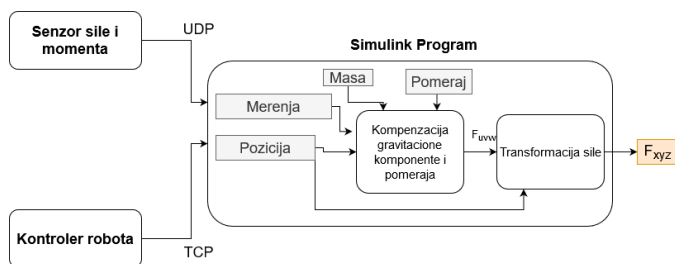 Senzor sile i
momenta
UDP
Simulink Program
Masa
Pomeraj
Merenja
Pozicija
Kompenzacija
gravitacione
komponente i
pomeraja
Fuvw
Transformacija sile
Fxyz
Kontroler robota
TCP